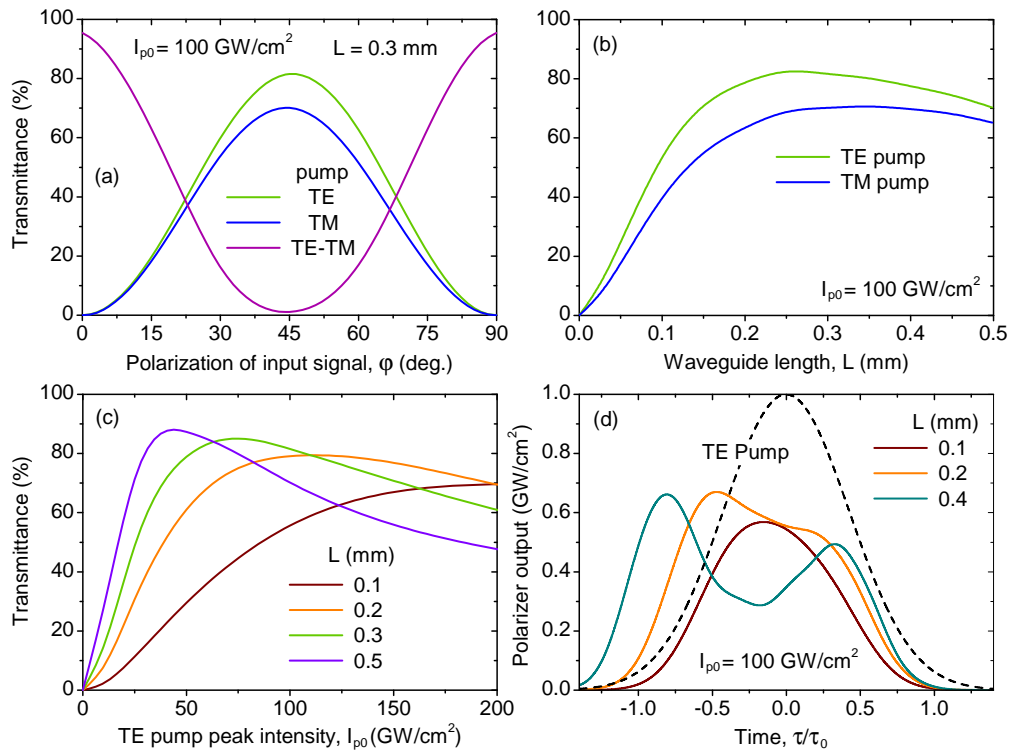 (a)
I_p0 = 100 GW/cm²
L = 0.3 mm
pump
TE
TM
TE-TM
Transmittance (%)
0
20
40
60
80
100
0 15 30 45 60 75 90
Polarization of input signal, φ (deg.)
(b)
TE pump
TM pump
I_p0 = 100 GW/cm²
0
20
40
60
80
100
0.0 0.1 0.2 0.3 0.4 0.5
Waveguide length, L (mm)
(c)
L (mm)
0.1
0.2
0.3
0.5
Transmittance (%)
0
20
40
60
80
100
0 50 100 150 200
TE pump peak intensity, I_p0 (GW/cm²)
(d)
L (mm)
0.1
0.2
0.4
TE Pump
I_p0 = 100 GW/cm²
Polarizer output (GW/cm²)
0.0
0.2
0.4
0.6
0.8
1.0
-1.0 -0.5 0.0 0.5 1.0
Time, τ/τ₀